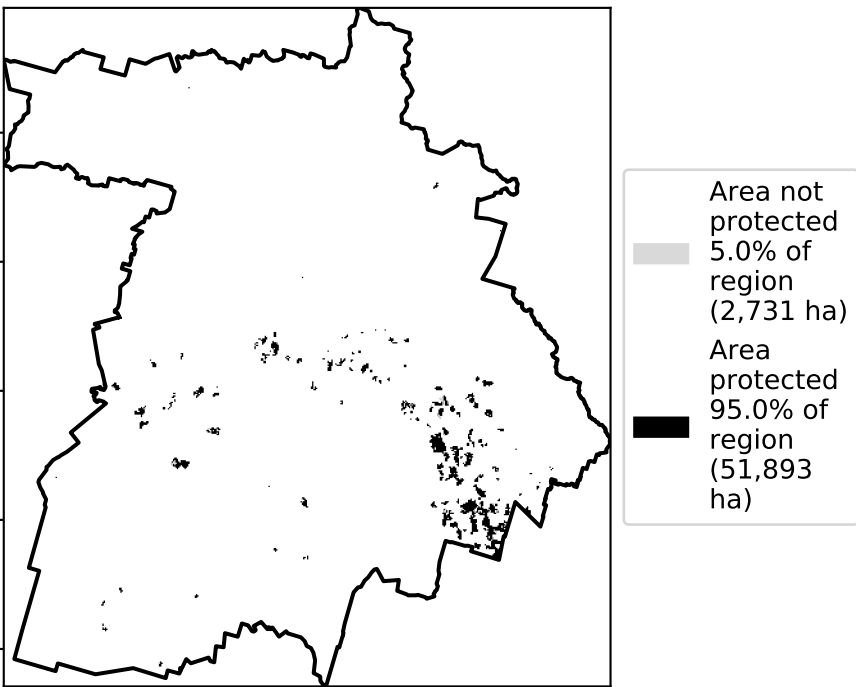 Area not
protected
5.0% of
region
(2,731 ha)
Area
protected
95.0% of
region
(51,893
ha)